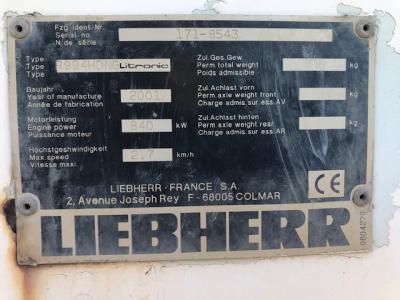 Fzg.ident-Nr.
Serial no. 171-8543
N de série
Type
Type R994HDNG Litronic
Type
Baujahr
Year of manufacture 2001
Année de fabrication
Motorleistung
Engine power 840 kW
Puissance moteur
Höchstgeschwindigkeit
Max.speed 2,7 km/h
Vitesse maxi.
Zul.Ges.Gew.
Perm.total weight kg
Poids admissible
Zul.Achslast vorn
Perm axle weight front kg
Charge admis.sur ess.AV
Zul.Achslast hinten
Perm axle weight real kg
Charge admis.sur ess.AR
LIEBHERR-FRANCE S.A.
2, Avenue Joseph Rey F-68005 COLMAR
CE
LIEBHERR